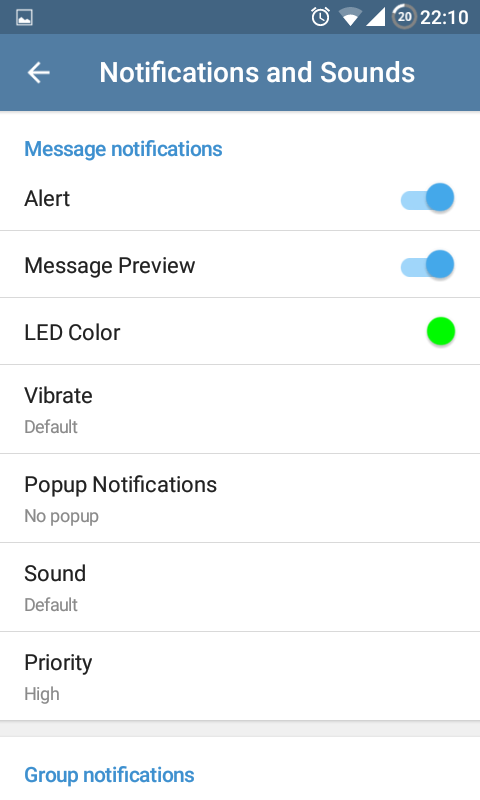 20 22:10
Notifications and Sounds
Message notifications
Alert
Message Preview
LED Color
Vibrate
Default
Popup Notifications
No popup
Sound
Default
Priority
High
Group notifications